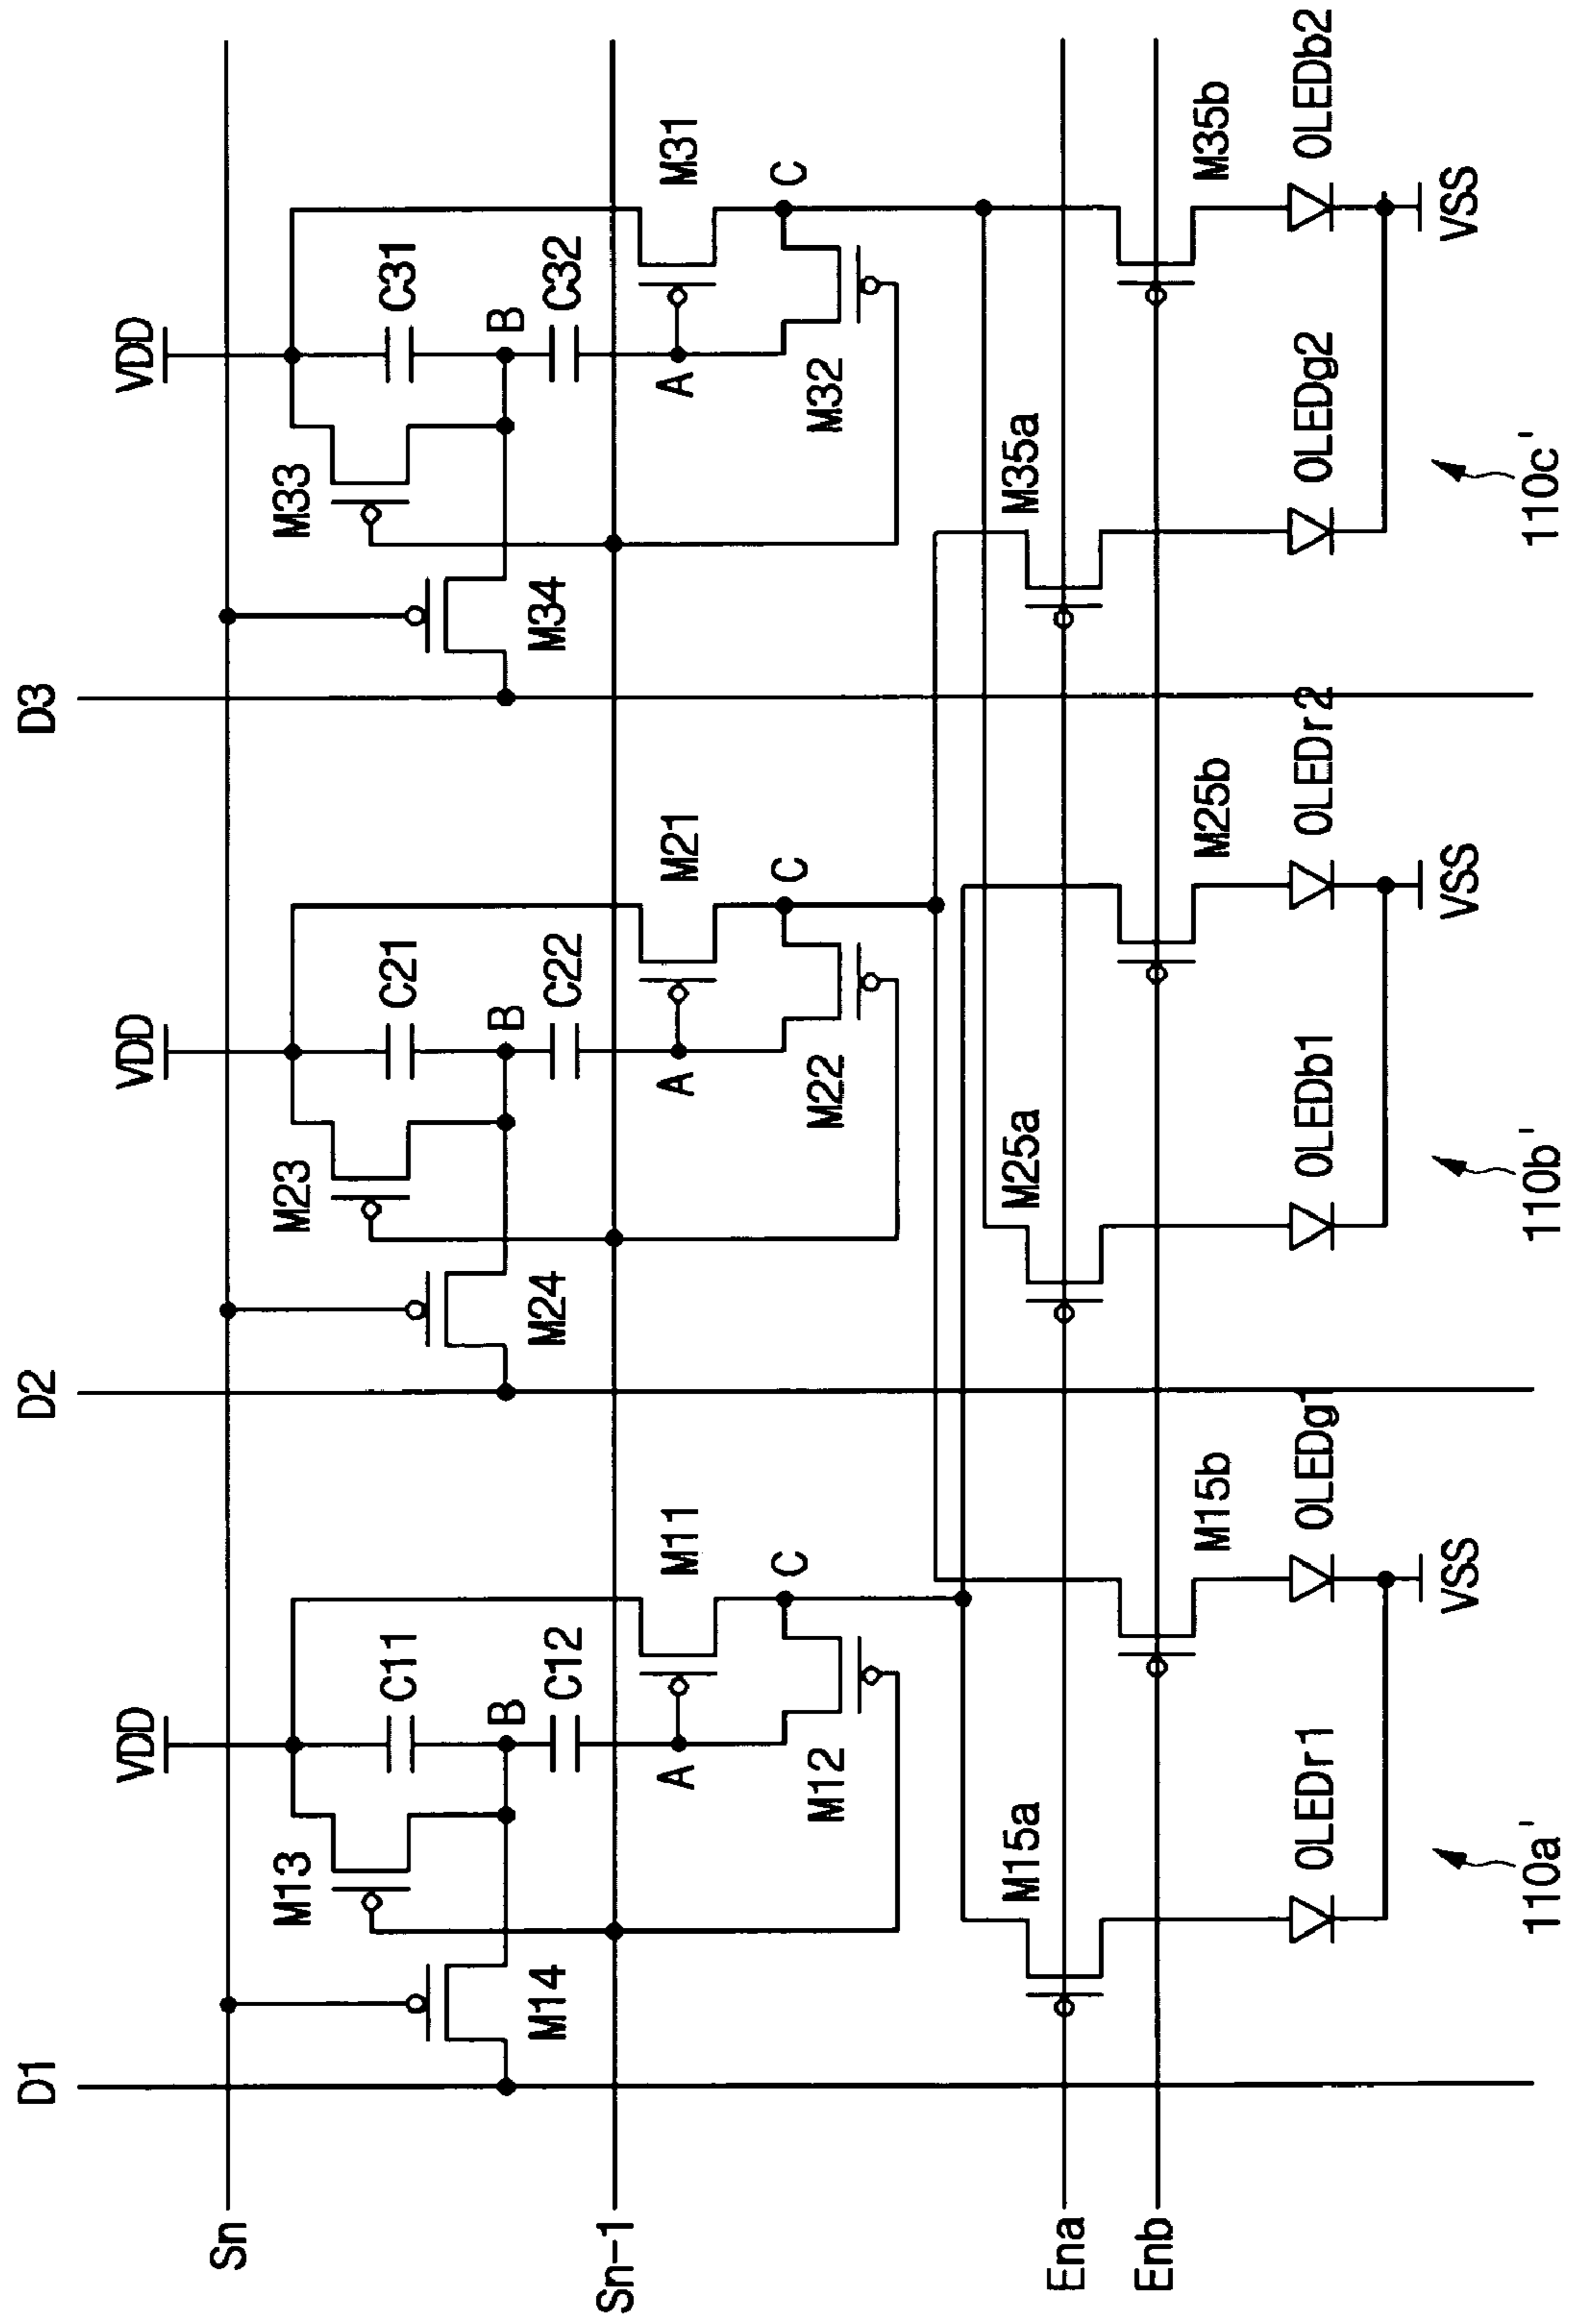 D1
D2
D3
Sn
VDD
VDD
VDD
M13
C11
M23
C21
M33
C31
M14
B
C12
M24
B
C22
M34
B
C32
Sn-1
A
M11
A
M21
A
M31
M12
C
M22
C
M32
C
Ena
M15a
M25a
M35a
Enb
M15b
M25b
M35b
OLEDr1
OLEDg1
OLEDb1
OLEDr2
OLEDg2
OLEDb2
VSS
VSS
VSS
110a'
110b'
110c'